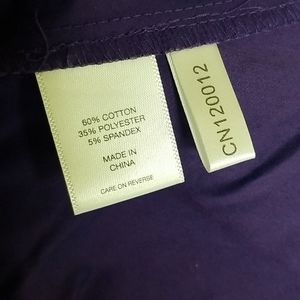 60% COTTON
35% POLYESTER
5% SPANDEX
MADE IN
CHINA
CARE ON REVERSE
CN120012